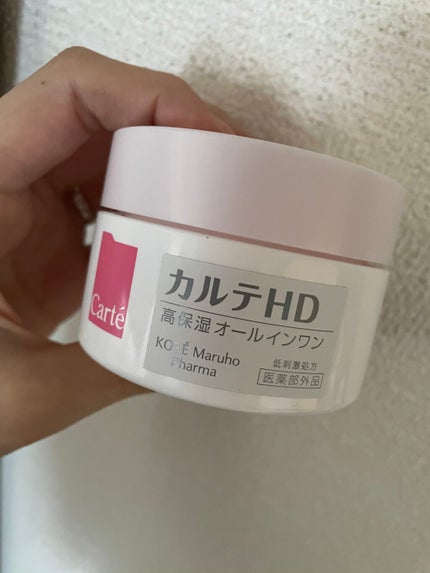 Carté
カルテHD
高保湿オールインワン
KOSÉ Maruho
Pharma
低刺激処方
医薬部外品